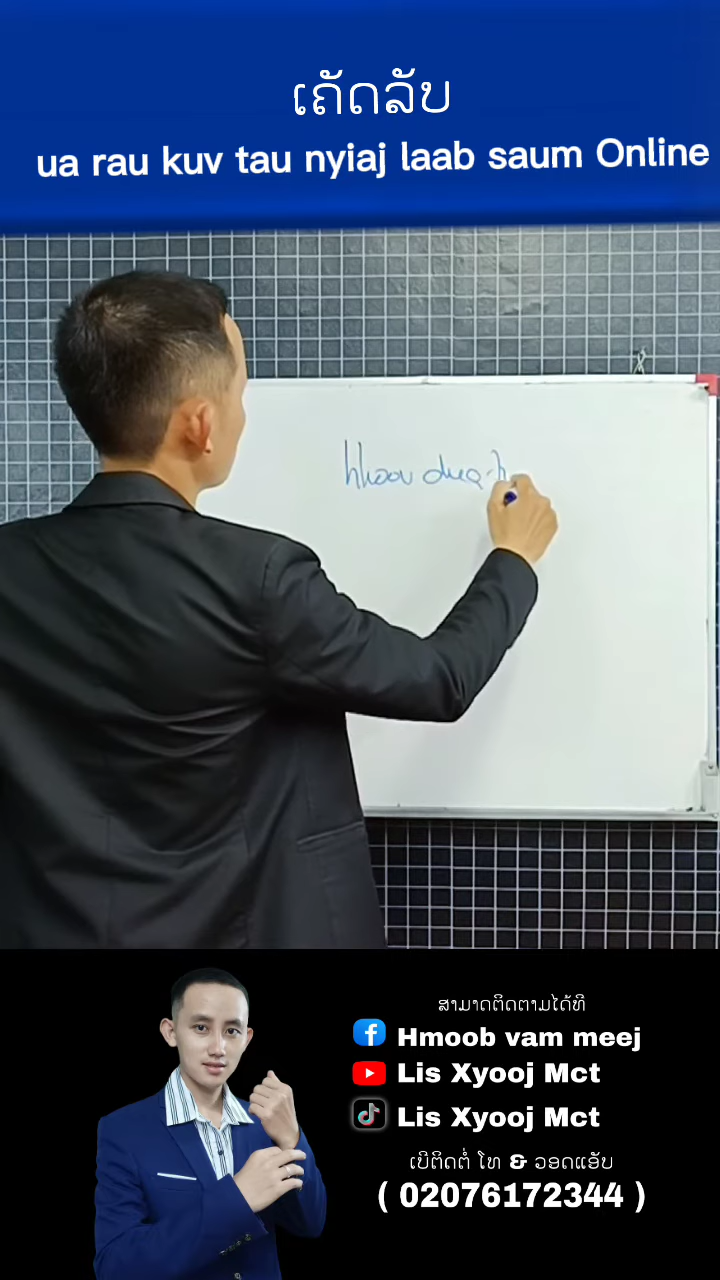 ເຄັດລັບ
ua rau kuv tau nyiaj laab saum Online
ສາມາດຕິດຕາມໄດ້ທີ
Hmoob vam meej
Lis Xyooj Mct
Lis Xyooj Mct
ເບີຕິດຕໍ່ ໂທ & ວອດແອັບ
( 02076172344 )